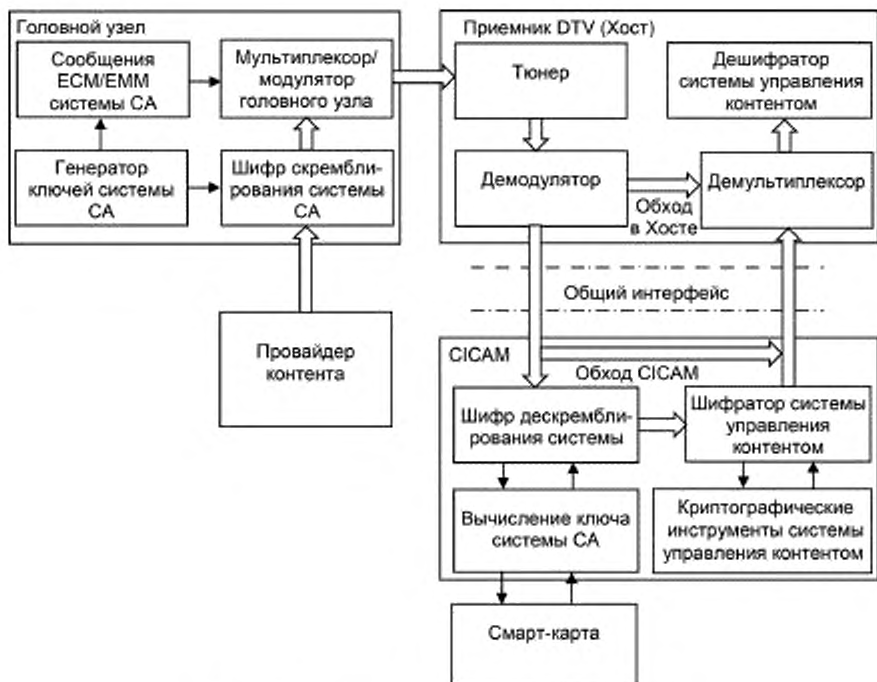 Головной узел
Сообщения
ECM/EMM
системы CA
Мультиплексор/
модулятор
головного узла
Генератор
ключей системы
CA
Шифр скрембли-
рования системы
CA
Провайдер
контента
Приемник DTV (Хост)
Тюнер
Дешифратор
системы управления
контентом
Демодулятор
Обход
в Хосте
Демультиплексор
Общий интерфейс
CICAM
Обход CICAM
Шифр дескрембли-
рования системы
Шифратор системы
управления
контентом
Вычисление ключа
системы CA
Криптографические
инструменты системы
управления контентом
Смарт-карта